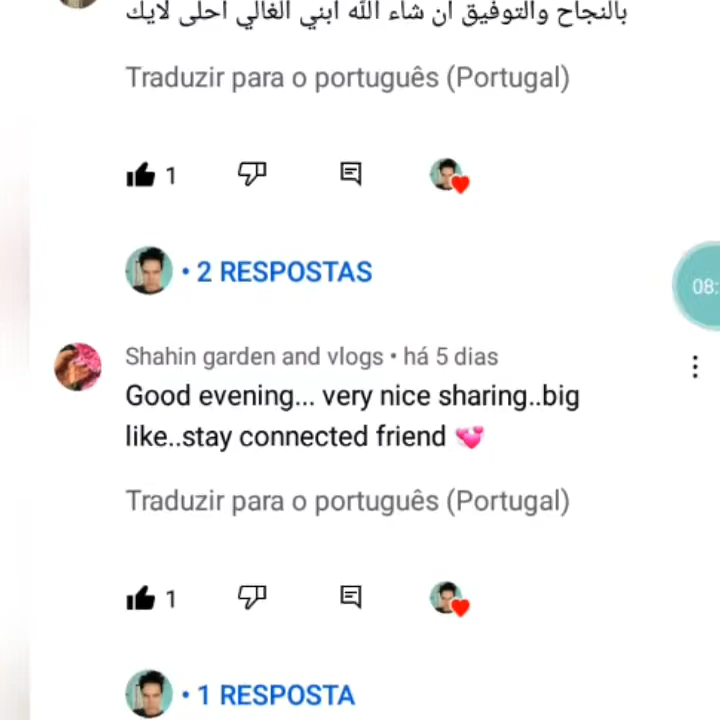 بالنجاح والتوفيق ان شاء الله ابني الغالي احلى لايك
Traduzir para o português (Portugal)
1
• 2 RESPOSTAS
08:
Shahin garden and vlogs • há 5 dias
Good evening... very nice sharing..big
like..stay connected friend 💞
Traduzir para o português (Portugal)
1
• 1 RESPOSTA